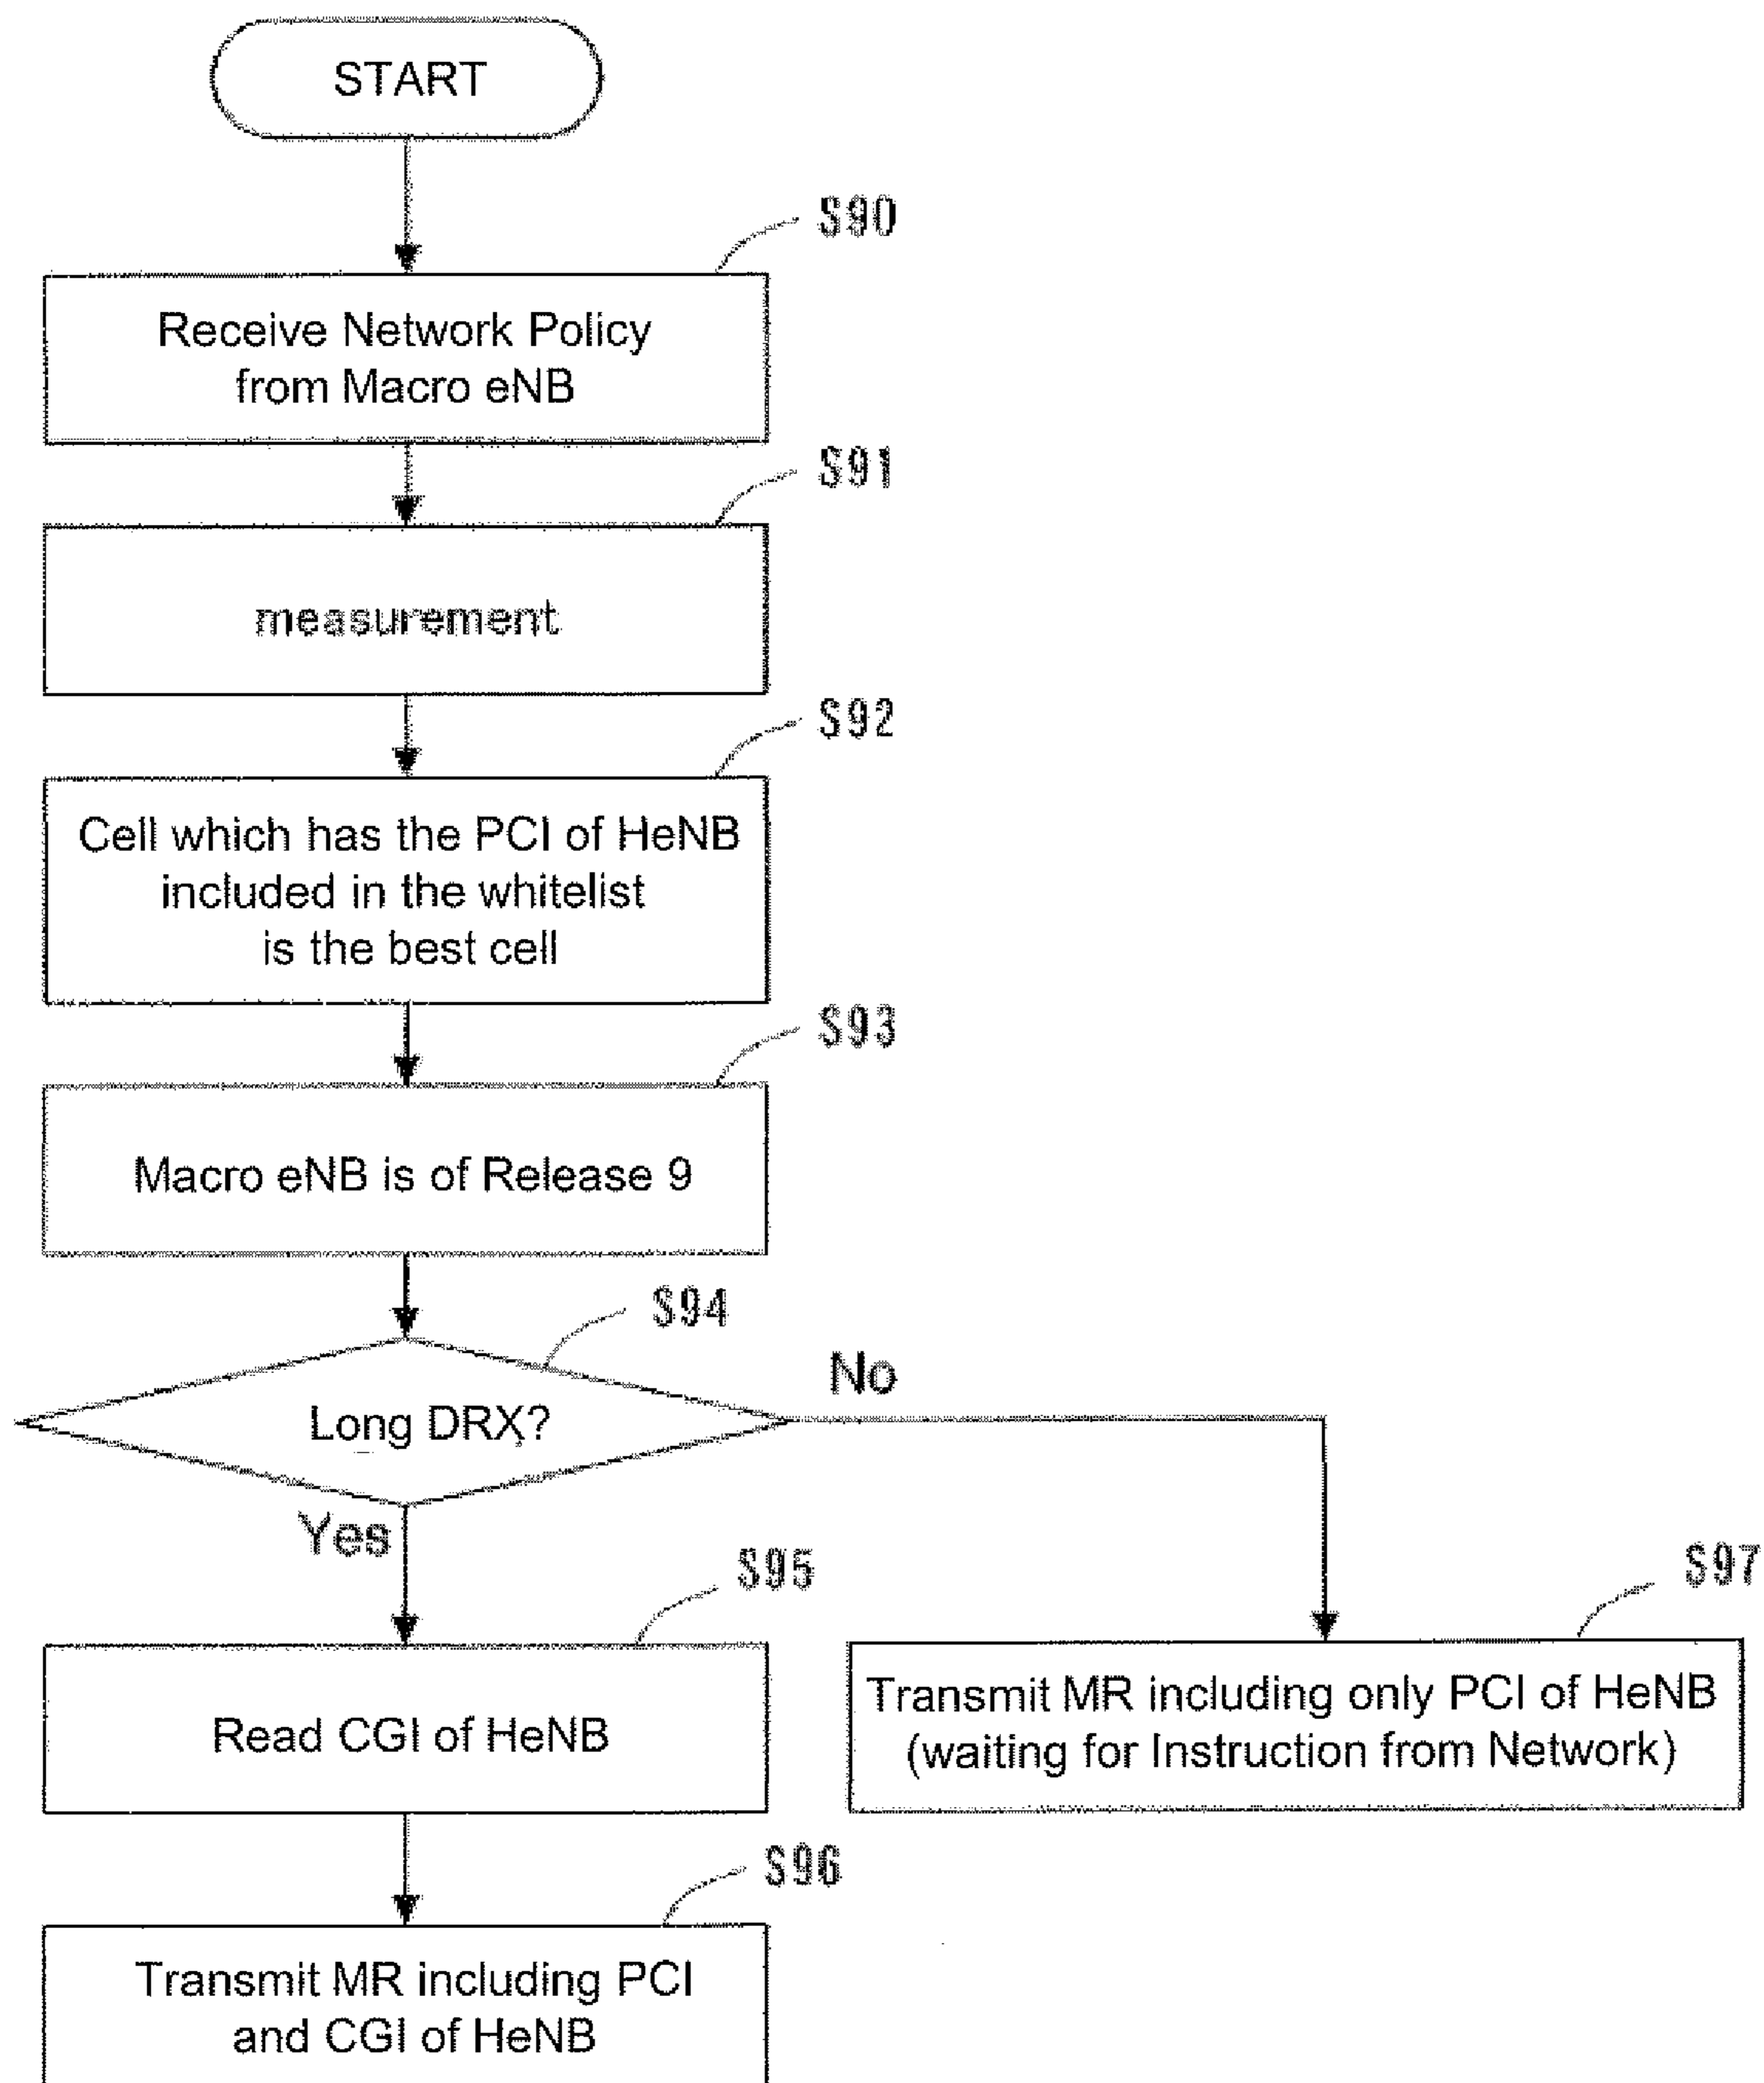 START
S90
Receive Network Policy
from Macro eNB
S91
measurement
S92
Cell which has the PCI of HeNB
included in the whitelist
is the best cell
S93
Macro eNB is of Release 9
S94
Long DRX?
No
Yes
S95
Read CGI of HeNB
S97
Transmit MR including only PCI of HeNB
(waiting for Instruction from Network)
S96
Transmit MR including PCI
and CGI of HeNB